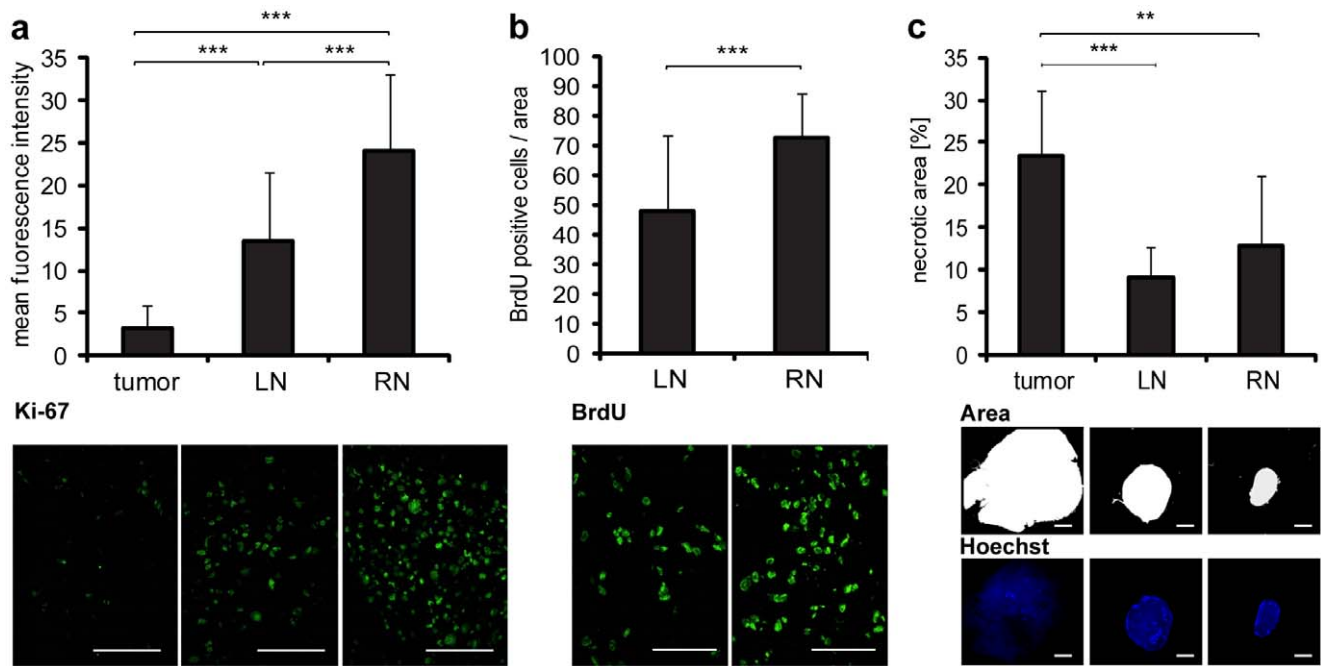 a
***
***
***
mean fluorescence intensity
35
30
25
20
15
10
5
0
tumor
LN
RN
Ki-67
b
***
BrdU positive cells / area
100
90
80
70
60
50
40
30
20
10
0
LN
RN
BrdU
c
**
***
necrotic area [%]
35
30
25
20
15
10
5
0
tumor
LN
RN
Area
Hoechst